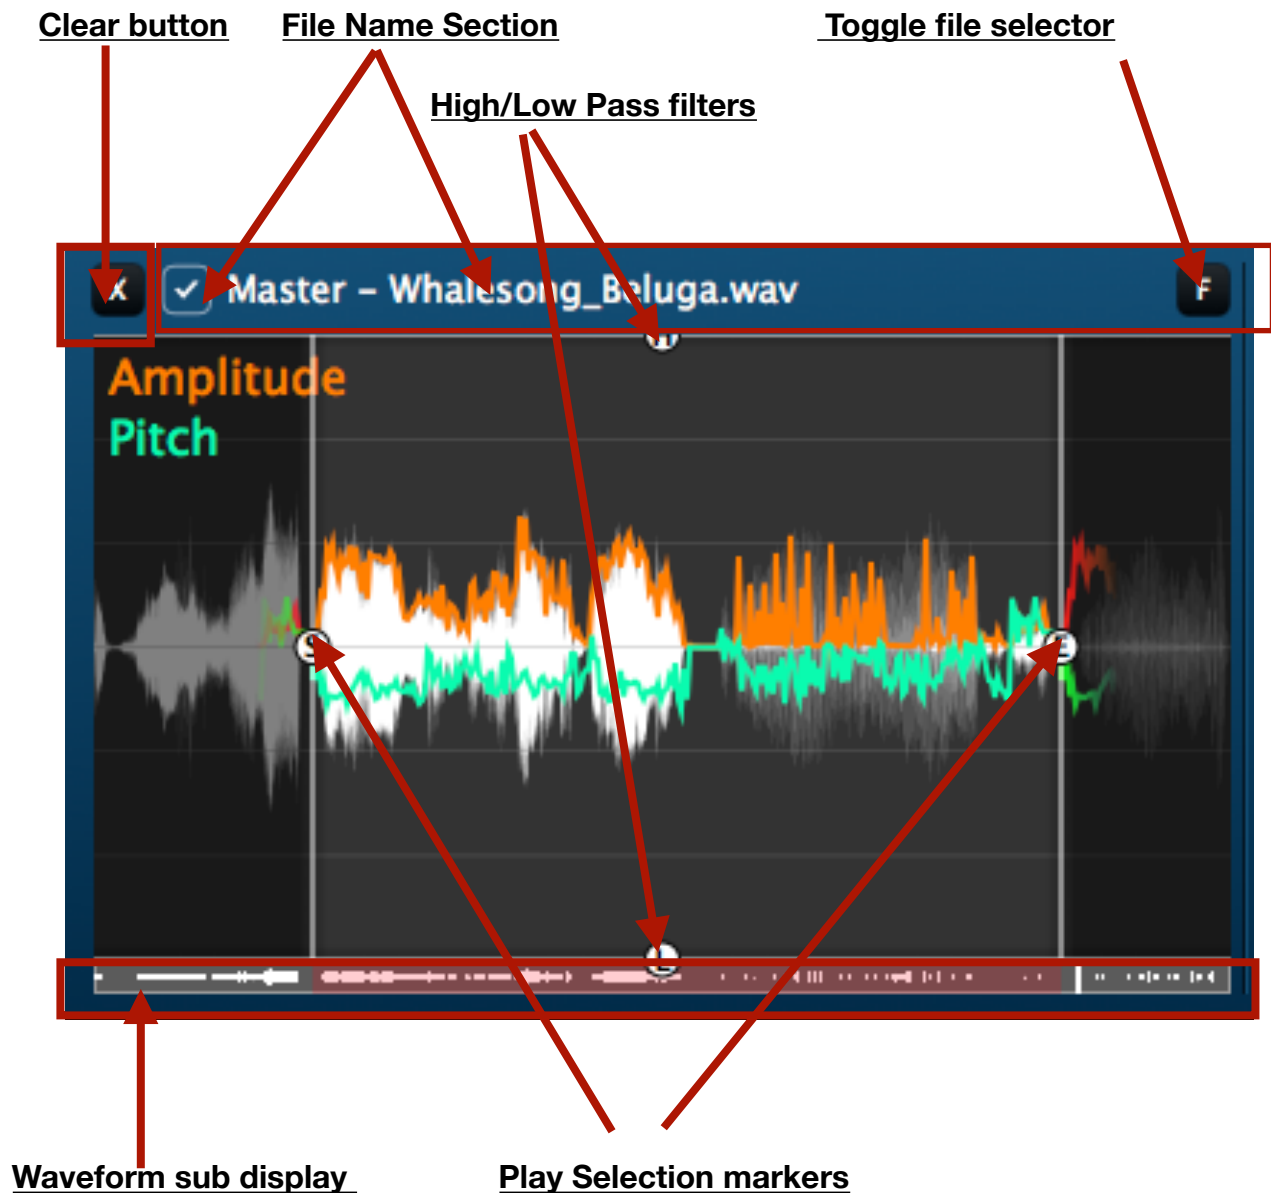 Clear button
File Name Section
Toggle file selector
High/Low Pass filters
X
Master – Whalesong_Beluga.wav
F
H
Amplitude
Pitch
S
E
L
Waveform sub display
Play Selection markers